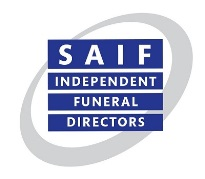 SAIF
INDEPENDENT
FUNERAL
DIRECTORS